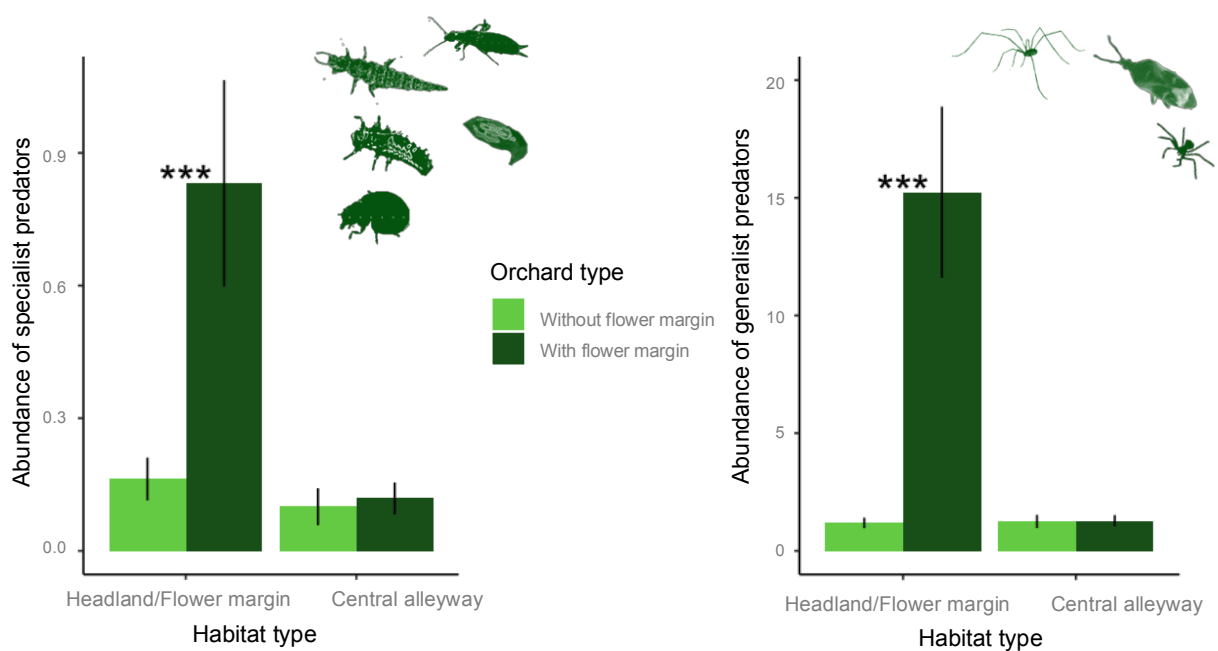 Abundance of specialist predators
0.9
0.6
0.3
0.0
***
Headland/Flower margin
Central alleyway
Habitat type
Orchard type
Without flower margin
With flower margin
Abundance of generalist predators
20
15
10
5
0
***
Headland/Flower margin
Central alleyway
Habitat type